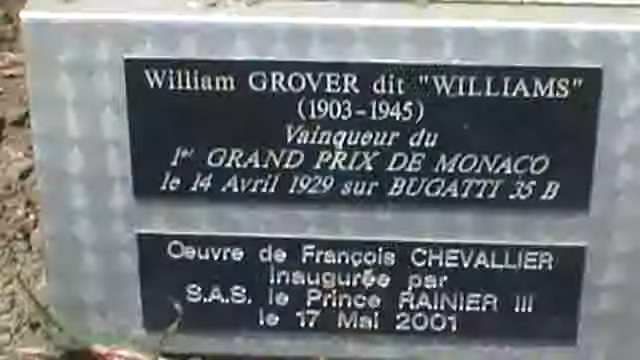 William GROVER dit "WILLIAMS"
(1903-1945)
Vainqueur du
1er GRAND PRIX DE MONACO
le 14 Avril 1929 sur BUGATTI 35 B
Oeuvre de François CHEVALLIER
Inaugurée par
S.A.S. le Prince RAINIER III
le 17 Mai 2001